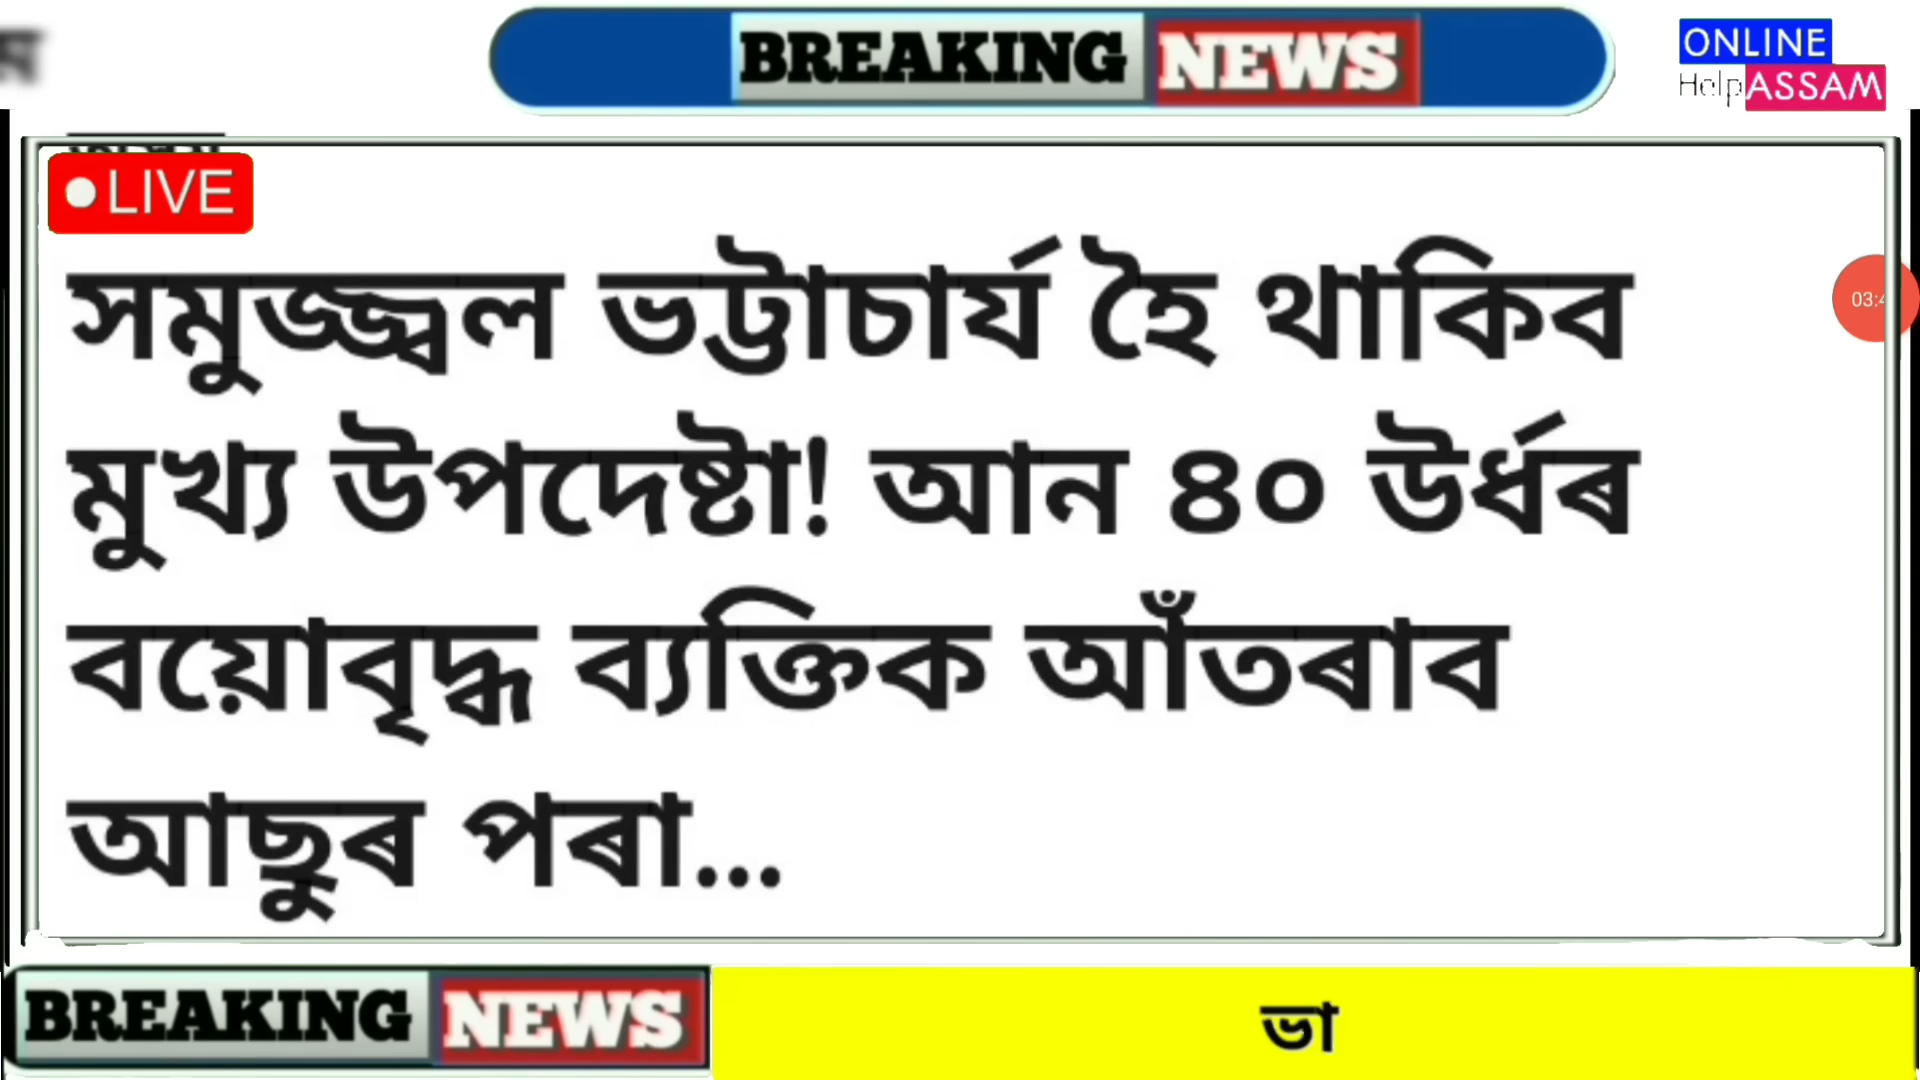 BREAKING NEWS
ONLINE
Help ASSAM
LIVE
সমুজ্জ্বল ভট্টাচাৰ্য হৈ থাকিব
মুখ্য উপদেষ্টা! আন ৪০ উৰ্ধৰ
বয়োবৃদ্ধ ব্যক্তিক আঁতৰাব
আছুৰ পৰা...
BREAKING NEWS
ভা